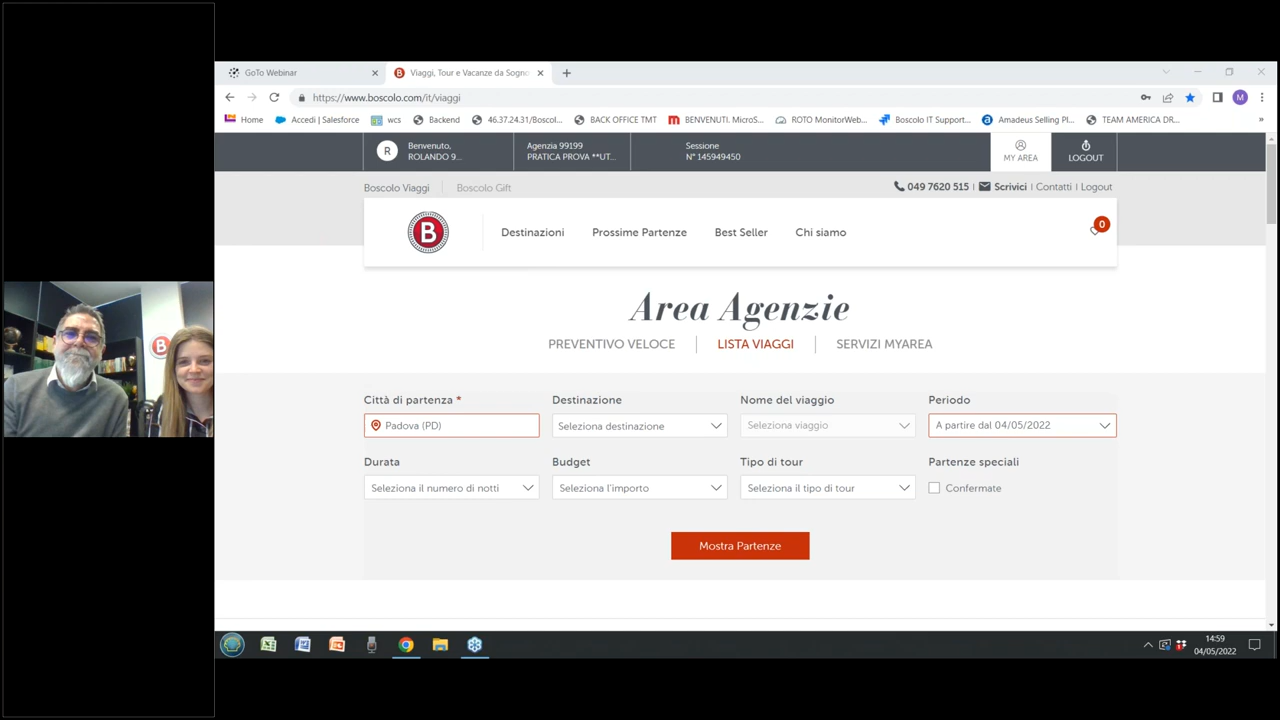 GoTo Webinar
B Viaggi, Tour e Vacanze da Sogno
https://www.boscolo.com/it/viaggi
M
Home
Accedi | Salesforce
wcs
Backend
46.37.24.31/Boscol...
BACK OFFICE TMT
BENVENUTI. MicroS...
ROTO MonitorWeb...
Boscolo IT Support...
Amadeus Selling Pl...
TEAM AMERICA DR...
»
R
Benvenuto,
ROLANDO 9...
Agenzia 99199
PRATICA PROVA **UT...
Sessione
N° 145949450
MY AREA
LOGOUT
Boscolo Viaggi
Boscolo Gift
049 7620 515 | Scrivici | Contatti | Logout
B
Destinazioni
Prossime Partenze
Best Seller
Chi siamo
0
Area Agenzie
PREVENTIVO VELOCE
LISTA VIAGGI
SERVIZI MYAREA
Città di partenza *
Destinazione
Nome del viaggio
Periodo
Padova (PD)
Seleziona destinazione
Seleziona viaggio
A partire dal 04/05/2022
Durata
Budget
Tipo di tour
Partenze speciali
Seleziona il numero di notti
Seleziona l'importo
Seleziona il tipo di tour
Confermate
Mostra Partenze
B
14:59
04/05/2022